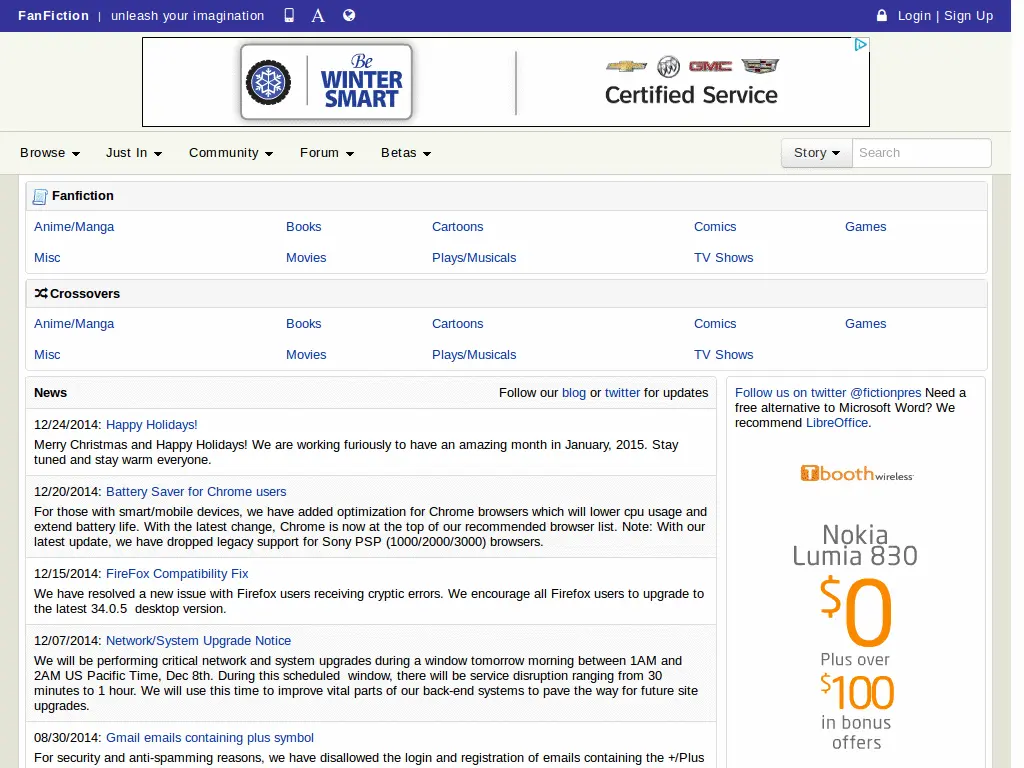 FanFiction | unleash your imagination A Login | Sign Up
Be
WINTER
SMART
GMC
Certified Service
Browse Just In Community Forum Betas Story Search
Fanfiction
Anime/Manga Books Cartoons Comics Games
Misc Movies Plays/Musicals TV Shows
Crossovers
Anime/Manga Books Cartoons Comics Games
Misc Movies Plays/Musicals TV Shows
News Follow our blog or twitter for updates
12/24/2014: Happy Holidays!
Merry Christmas and Happy Holidays! We are working furiously to have an amazing month in January, 2015. Stay
tuned and stay warm everyone.
12/20/2014: Battery Saver for Chrome users
For those with smart/mobile devices, we have added optimization for Chrome browsers which will lower cpu usage and
extend battery life. With the latest change, Chrome is now at the top of our recommended browser list. Note: With our
latest update, we have dropped legacy support for Sony PSP (1000/2000/3000) browsers.
12/15/2014: FireFox Compatibility Fix
We have resolved a new issue with Firefox users receiving cryptic errors. We encourage all Firefox users to upgrade to
the latest 34.0.5 desktop version.
12/07/2014: Network/System Upgrade Notice
We will be performing critical network and system upgrades during a window tomorrow morning between 1AM and
2AM US Pacific Time, Dec 8th. During this scheduled window, there will be service disruption ranging from 30
minutes to 1 hour. We will use this time to improve vital parts of our back-end systems to pave the way for future site
upgrades.
08/30/2014: Gmail emails containing plus symbol
For security and anti-spamming reasons, we have disallowed the login and registration of emails containing the +/Plus
Follow us on twitter @fictionpres Need a
free alternative to Microsoft Word? We
recommend LibreOffice.
Tbooth wireless
Nokia
Lumia 830
$0
Plus over
$100
in bonus
offers